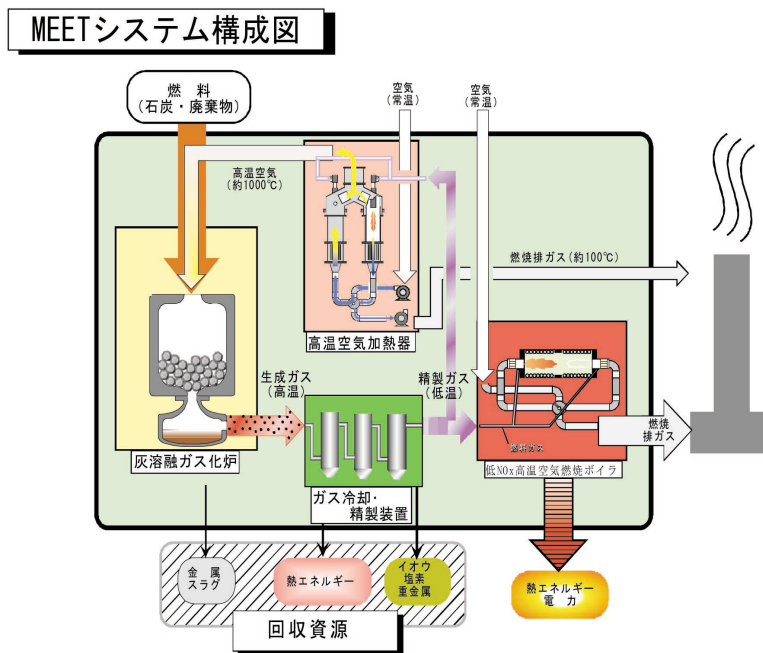 MEETシステム構成図
燃 料
(石炭・廃棄物)
空気
(常温)
空気
(常温)
高温空気
(約1000℃)
燃焼排ガス(約100℃)
高温空気加熱器
生成ガス
(高温)
精製ガス
(低温)
燃料ガス
燃焼
排ガス
灰溶融ガス化炉
低NOx高温空気燃焼ボイラ
ガス冷却・
精製装置
金 属
スラグ
熱エネルギー
イオウ
塩素
重金属
熱エネルギー
電 力
回収資源